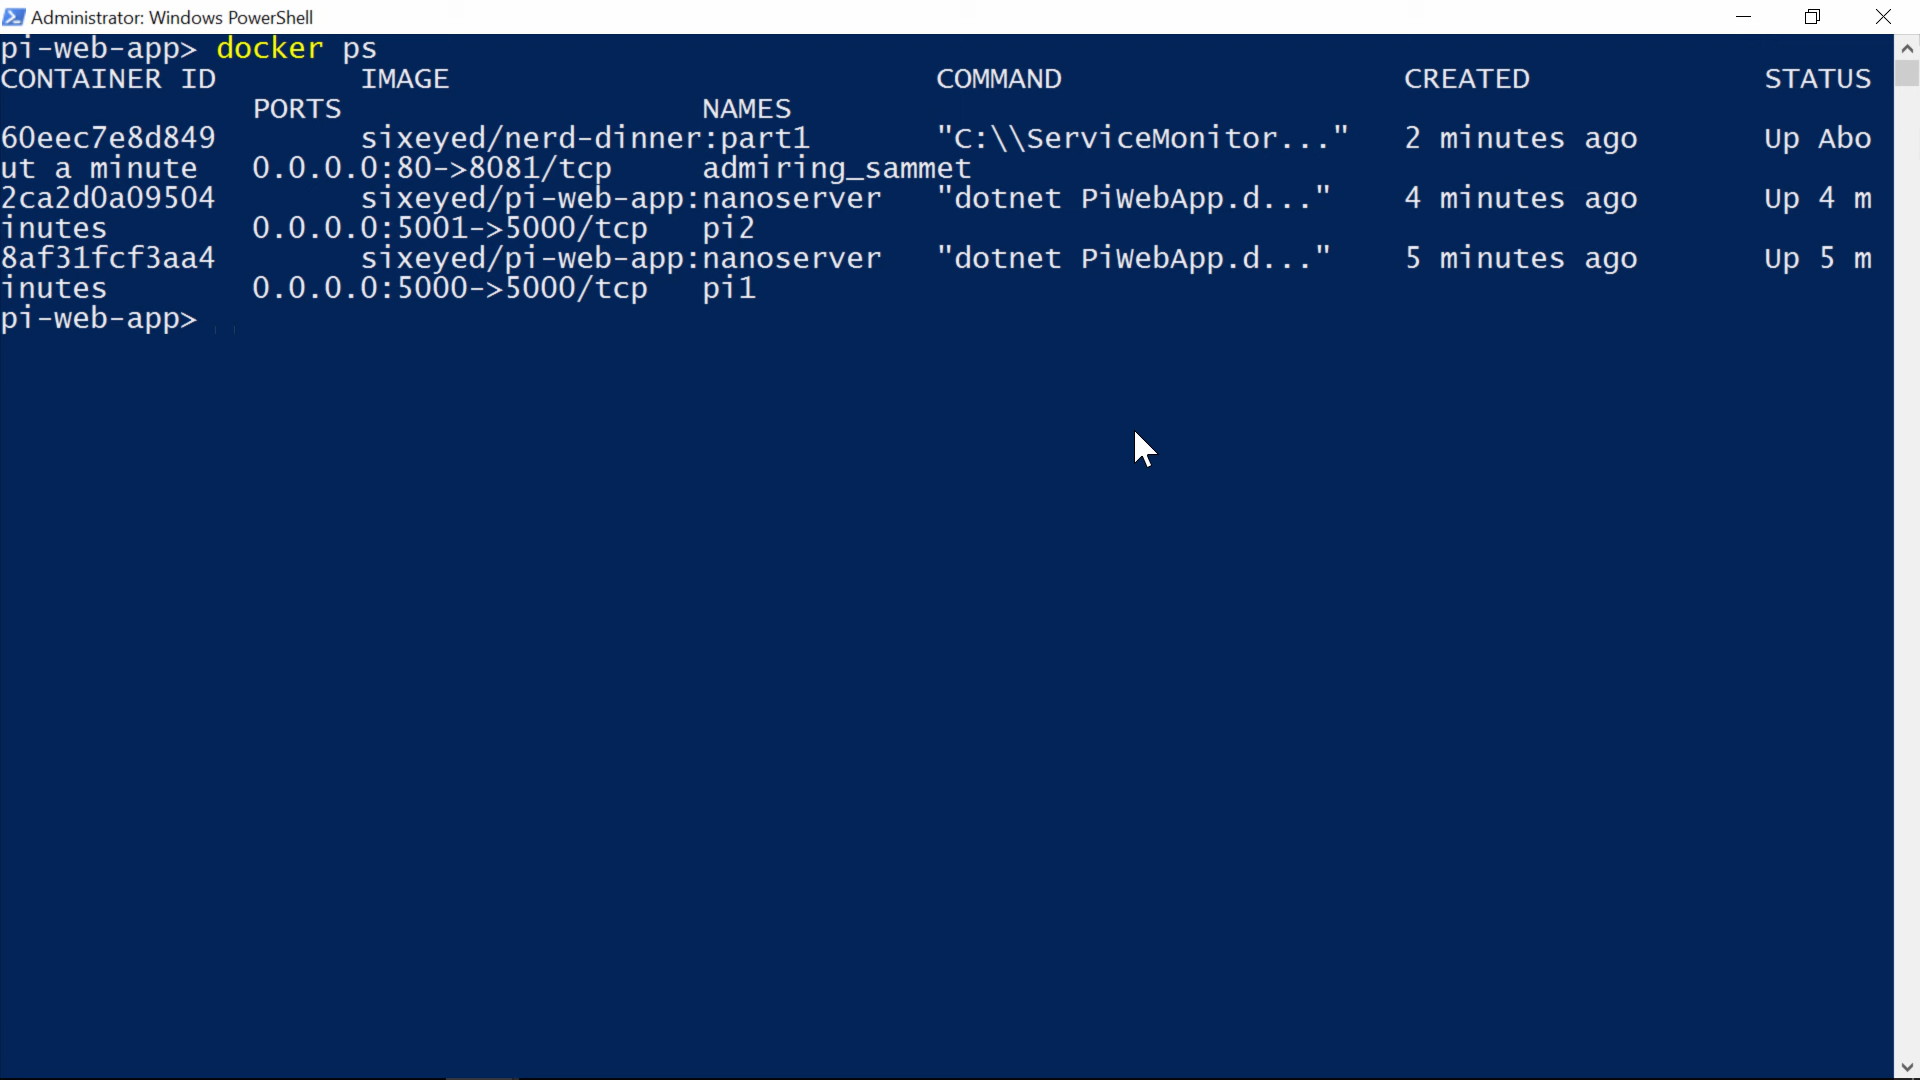 Administrator: Windows PowerShell
pi-web-app> docker ps
CONTAINER ID        IMAGE                           COMMAND                   CREATED             STATUS
              PORTS                    NAMES
60eec7e8d849        sixeyed/nerd-dinner:part1       "C:\\ServiceMonitor..."   2 minutes ago       Up Abo
ut a minute   0.0.0.0:80->8081/tcp     admiring_sammet
2ca2d0a09504        sixeyed/pi-web-app:nanoserver   "dotnet PiWebApp.d..."    4 minutes ago       Up 4 m
inutes        0.0.0.0:5001->5000/tcp   pi2
8af31fcf3aa4        sixeyed/pi-web-app:nanoserver   "dotnet PiWebApp.d..."    5 minutes ago       Up 5 m
inutes        0.0.0.0:5000->5000/tcp   pi1
pi-web-app>